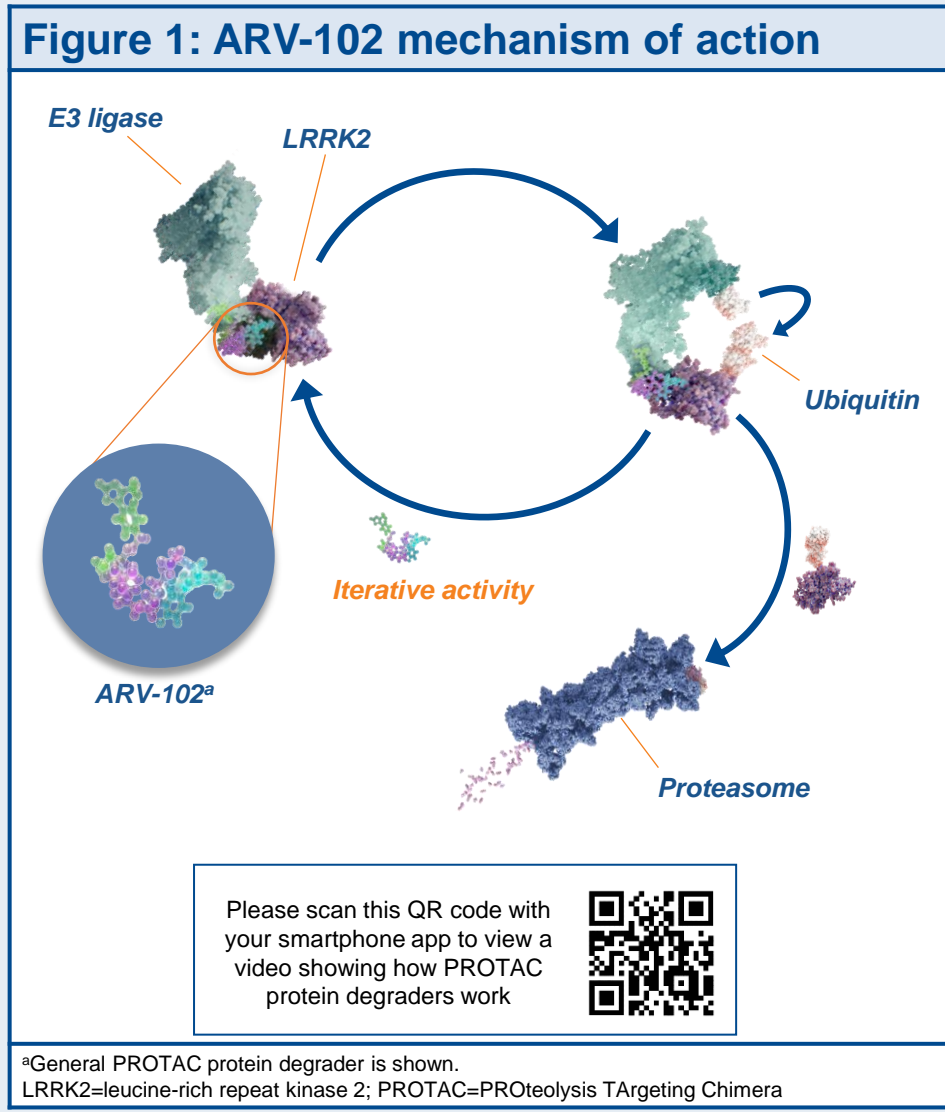 Figure 1: ARV-102 mechanism of action
E3 ligase
LRRK2
Ubiquitin
Iterative activity
ARV-102ᵃ
Proteasome
Please scan this QR code with
your smartphone app to view a
video showing how PROTAC
protein degraders work
ᵃGeneral PROTAC protein degrader is shown.
LRRK2=leucine-rich repeat kinase 2; PROTAC=PROteolysis TArgeting Chimera